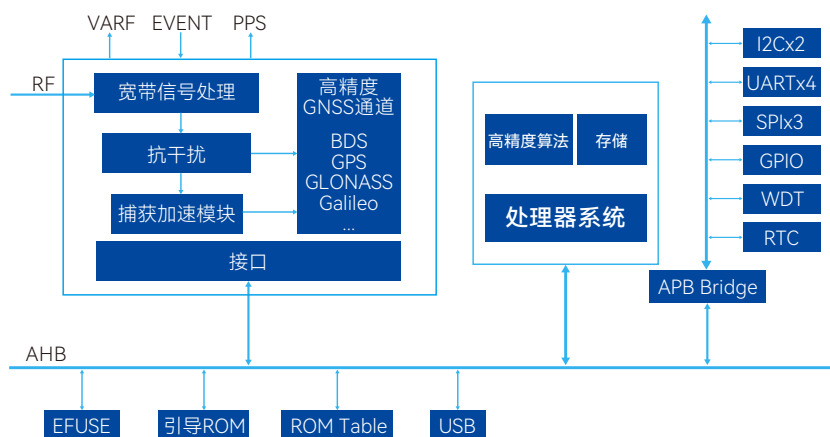 VARF
EVENT
PPS
RF
宽带信号处理
抗干扰
捕获加速模块
高精度
GNSS通道
BDS
GPS
GLONASS
Galileo
...
接口
高精度算法
存储
处理器系统
I2Cx2
UARTx4
SPIx3
GPIO
WDT
RTC
APB Bridge
AHB
EFUSE
引导ROM
ROM Table
USB